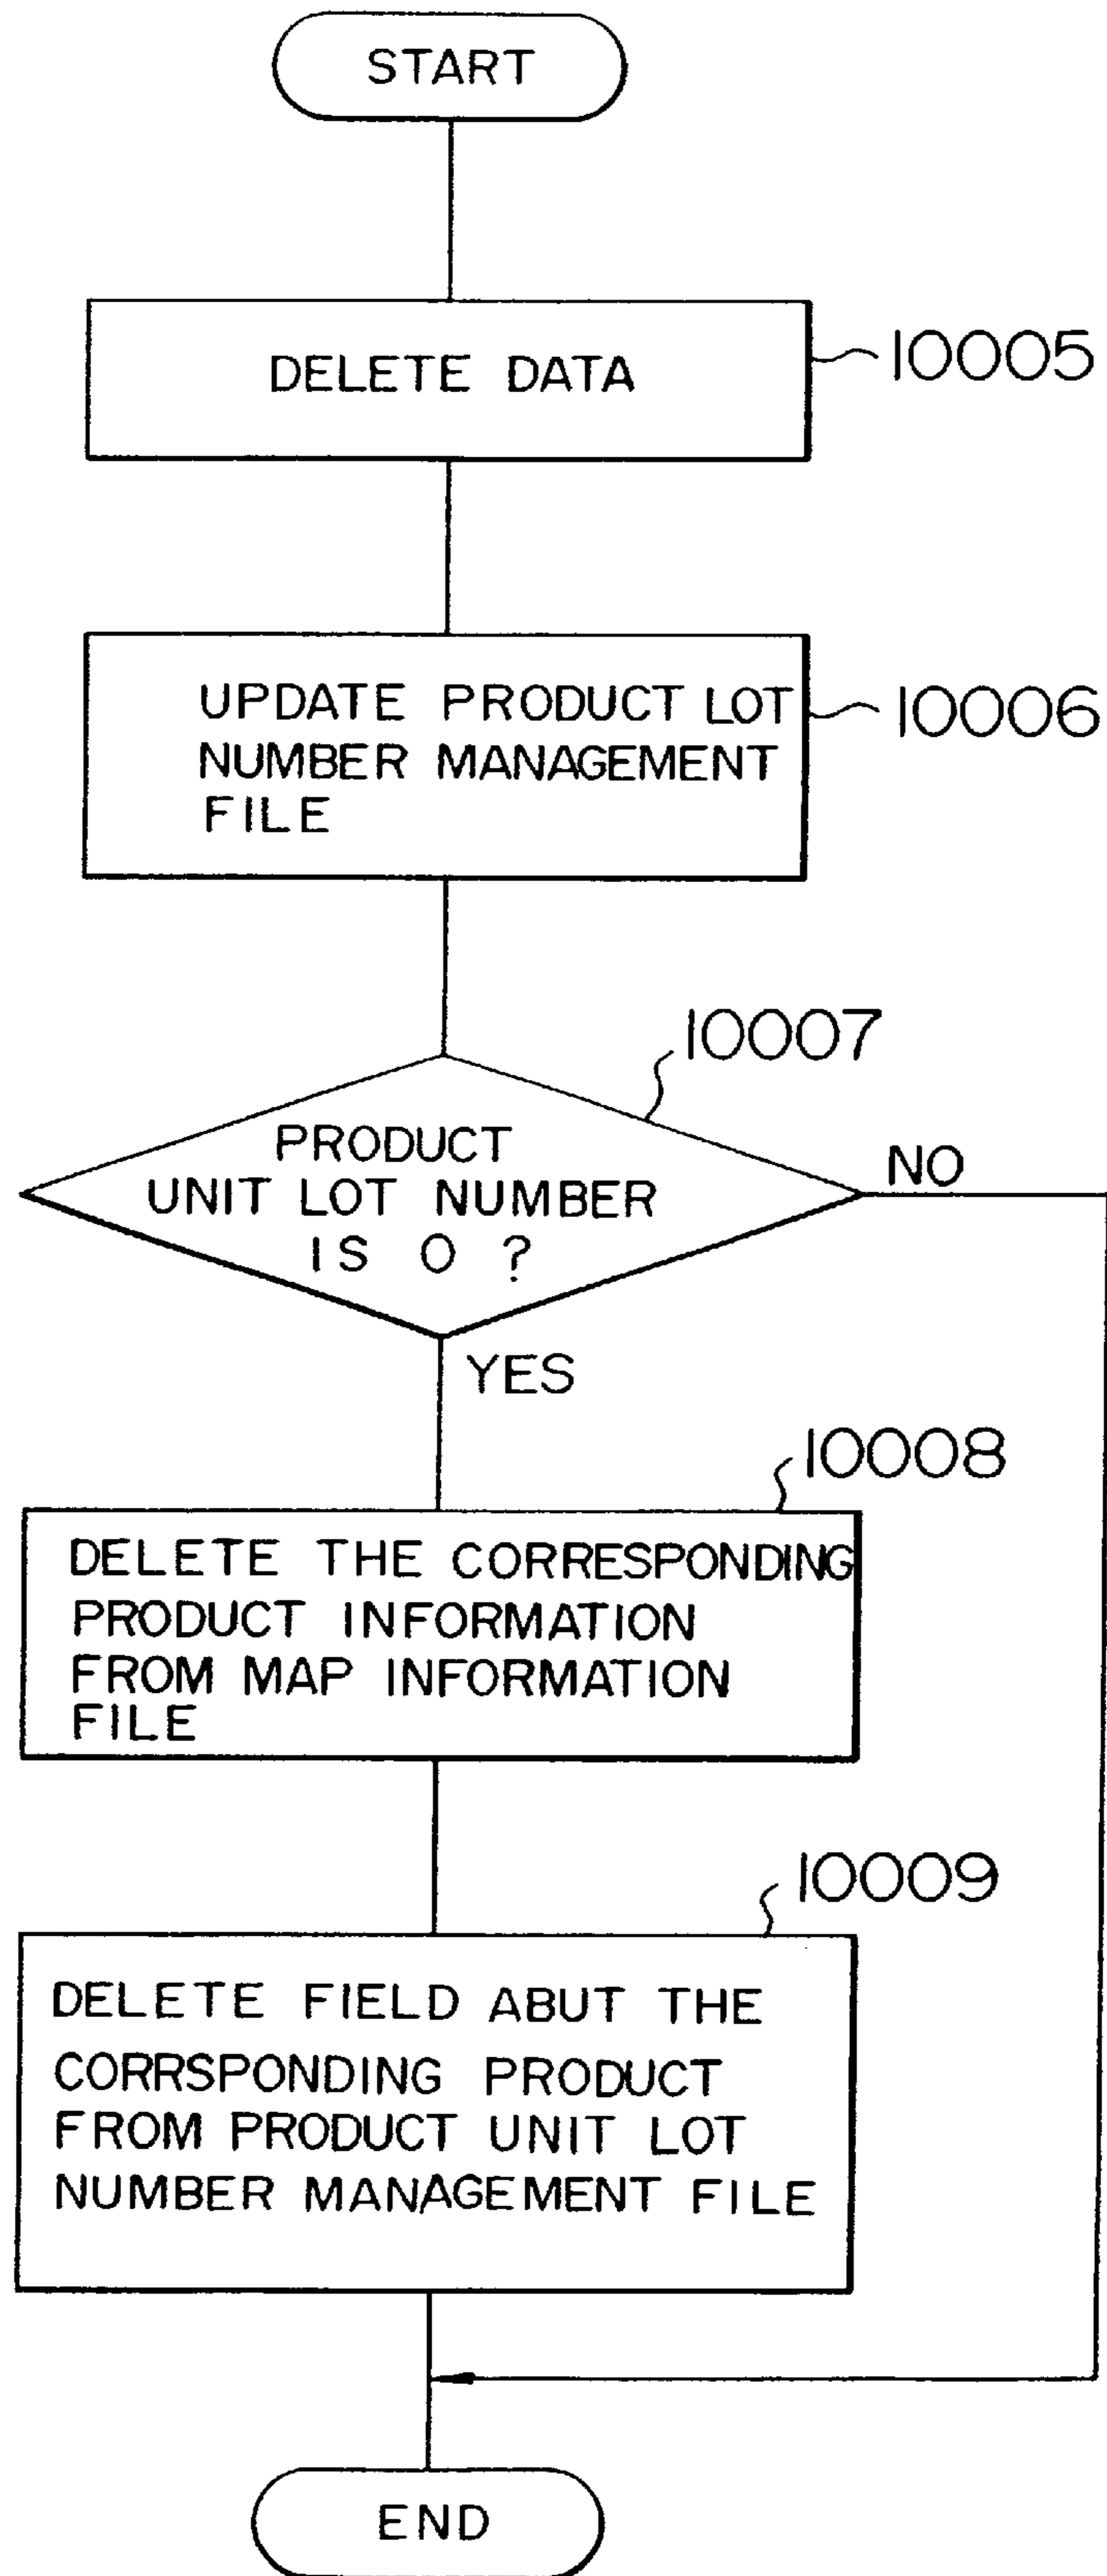 START
DELETE DATA
10005
UPDATE PRODUCT LOT
NUMBER MANAGEMENT
FILE
10006
10007
PRODUCT
UNIT LOT NUMBER
IS 0 ?
NO
YES
10008
DELETE THE CORRESPONDING
PRODUCT INFORMATION
FROM MAP INFORMATION
FILE
10009
DELETE FIELD ABUT THE
CORRSPONDING PRODUCT
FROM PRODUCT UNIT LOT
NUMBER MANAGEMENT FILE
END